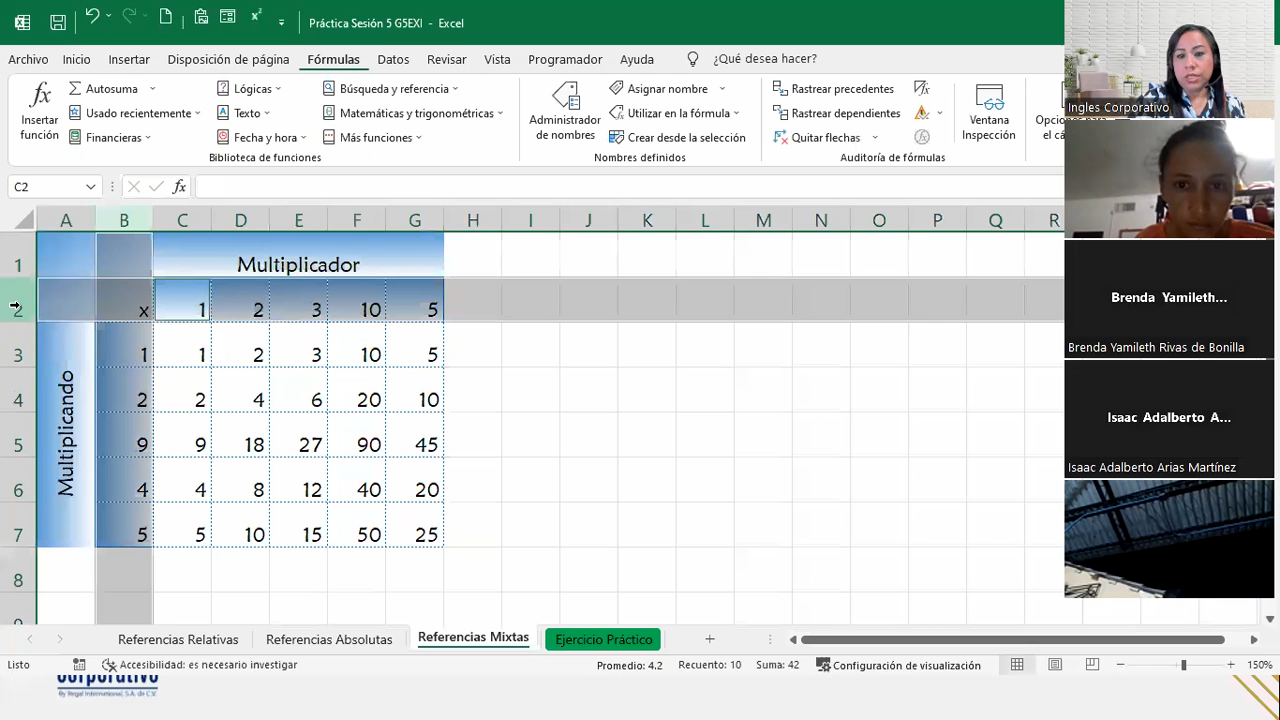 Práctica Sesión 5 G5EXI - Excel
Archivo Inicio Insertar Disposición de página Fórmulas Ayuda ¿Qué desea
Insertar función
Autosuma
Usado recientemente
Financieras
Lógicas
Texto
Fecha y hora
Búsqueda y referencia
Matemáticas y trigonométricas
Más funciones
Biblioteca de funciones
Administrador de nombres
Asignar nombre
Utilizar en la fórmula
Crear desde la selección
Nombres definidos
Rastrear precedentes
Rastrear dependientes
Quitar flechas
Auditoría de fórmulas
Ventana Inspección
C2 fx
A B C D E F G H I J K L M N O P Q R
1 Multiplicador
2 x 1 2 3 10 5
3 1 1 2 3 10 5
4 2 2 4 6 20 10
5 9 9 18 27 90 45
6 4 4 8 12 40 20
7 5 5 10 15 50 25
8
Multiplicando
Ingles Corporativo
Brenda Yamileth...
Brenda Yamileth Rivas de Bonilla
Isaac Adalberto A...
Isaac Adalberto Arias Martínez
Referencias Relativas Referencias Absolutas Referencias Mixtas Ejercicio Práctico
Listo Accesibilidad: es necesario investigar Promedio: 4.2 Recuento: 10 Suma: 42 Configuración de visualización 150%
Corporativo
By Regal International, S.A. de C.V.